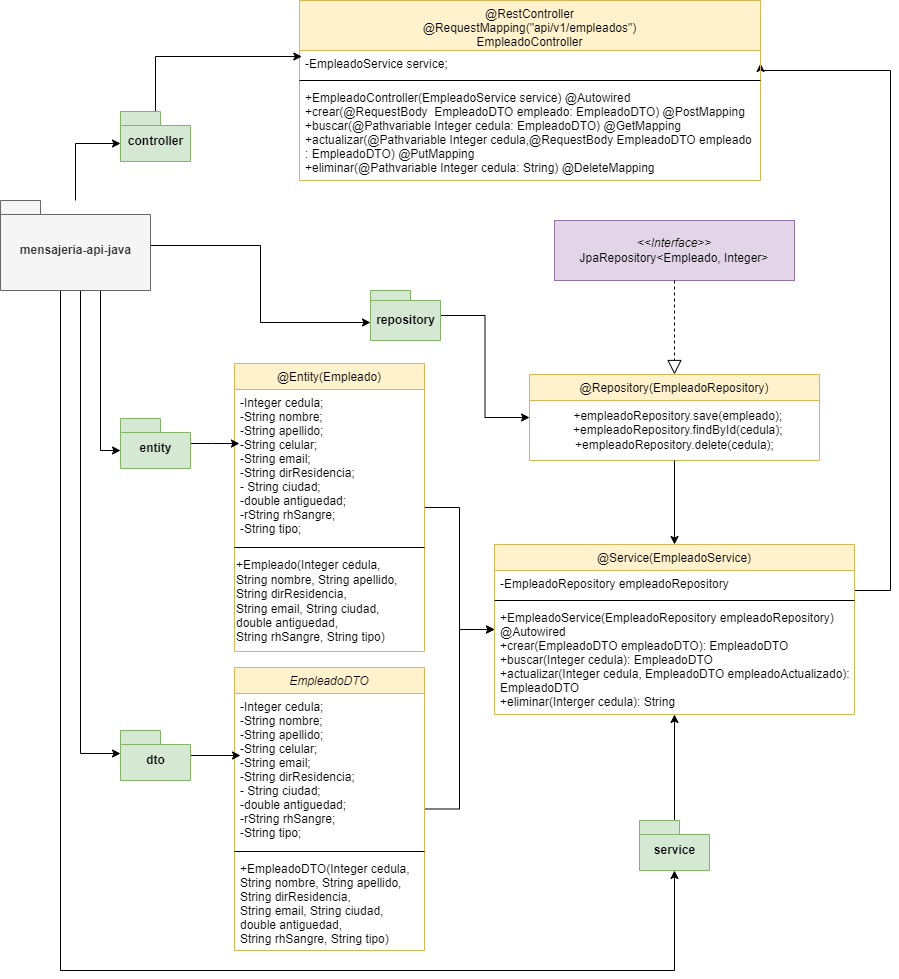 @RestController
@RequestMapping("api/v1/empleados")
EmpleadoController
-EmpleadoService service;
+EmpleadoController(EmpleadoService service) @Autowired
+crear(@RequestBody  EmpleadoDTO empleado: EmpleadoDTO) @PostMapping
+buscar(@Pathvariable Integer cedula: EmpleadoDTO) @GetMapping
+actualizar(@Pathvariable Integer cedula,@RequestBody EmpleadoDTO empleado
: EmpleadoDTO) @PutMapping
+eliminar(@Pathvariable Integer cedula: String) @DeleteMapping
controller
mensajeria-api-java
<<Interface>>
JpaRepository<Empleado, Integer>
repository
@Repository(EmpleadoRepository)
+empleadoRepository.save(empleado);
+empleadoRepository.findById(cedula);
+empleadoRepository.delete(cedula);
@Entity(Empleado)
-Integer cedula;
-String nombre;
-String apellido;
-String celular;
-String email;
-String dirResidencia;
- String ciudad;
-double antiguedad;
-rString rhSangre;
-String tipo;
+Empleado(Integer cedula,
String nombre, String apellido,
String dirResidencia,
String email, String ciudad,
double antiguedad,
String rhSangre, String tipo)
entity
@Service(EmpleadoService)
-EmpleadoRepository empleadoRepository
+EmpleadoService(EmpleadoRepository empleadoRepository)
@Autowired
+crear(EmpleadoDTO empleadoDTO): EmpleadoDTO
+buscar(Integer cedula): EmpleadoDTO
+actualizar(Integer cedula, EmpleadoDTO empleadoActualizado):
EmpleadoDTO
+eliminar(Interger cedula): String
EmpleadoDTO
-Integer cedula;
-String nombre;
-String apellido;
-String celular;
-String email;
-String dirResidencia;
- String ciudad;
-double antiguedad;
-rString rhSangre;
-String tipo;
+EmpleadoDTO(Integer cedula,
String nombre, String apellido,
String dirResidencia,
String email, String ciudad,
double antiguedad,
String rhSangre, String tipo)
dto
service